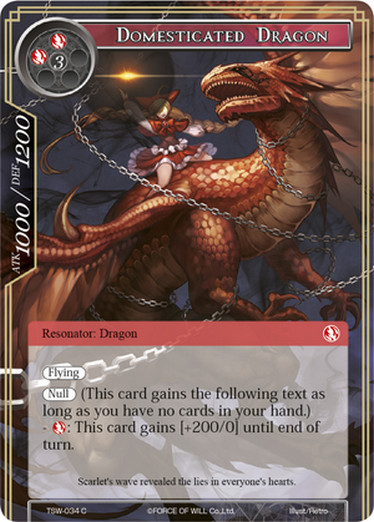 DOMESTICATED DRAGON
3
ATK 1000 / DEF 1200
Resonator: Dragon
Flying
Null (This card gains the following text as
long as you have no cards in your hand.)
- : This card gains [+200/0] until end of
turn.
Scarlet's wave revealed the lies in everyone's hearts.
TSW-034 C ©FORCE OF WILL Co.,Ltd. Illust/Retro